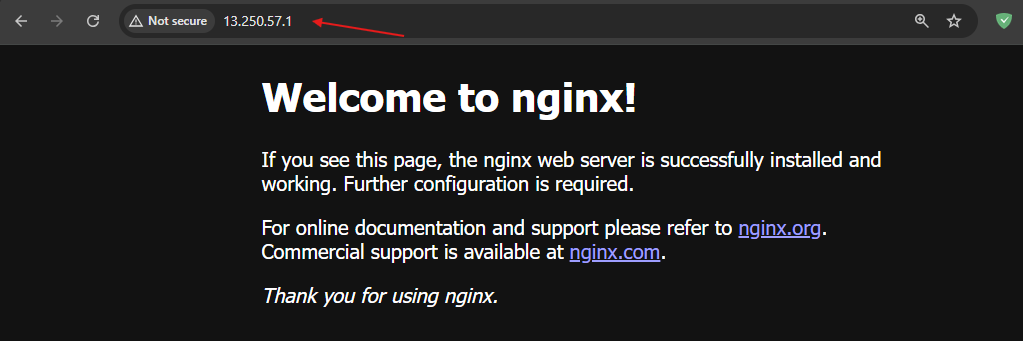 Not secure 13.250.57.1
Welcome to nginx!
If you see this page, the nginx web server is successfully installed and
working. Further configuration is required.
For online documentation and support please refer to nginx.org.
Commercial support is available at nginx.com.
Thank you for using nginx.